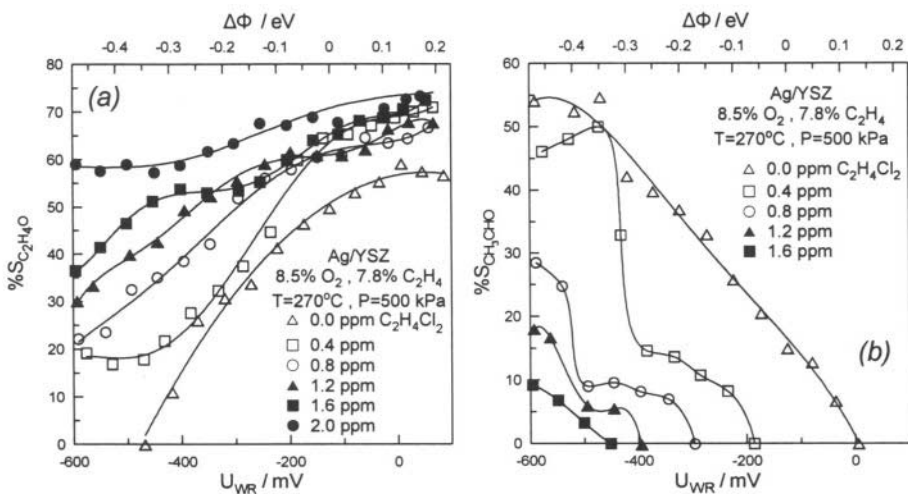 ΔΦ / eV
-0.4 -0.3 -0.2 -0.1 0 0.1 0.2
80
70
60
50
40
30
20
10
0
%S_C₂H₄O
(a)
Ag/YSZ
8.5% O₂ , 7.8% C₂H₄
T=270°C , P=500 kPa
0.0 ppm C₂H₄Cl₂
0.4 ppm
0.8 ppm
1.2 ppm
1.6 ppm
2.0 ppm
-600 -400 -200 0
U_WR / mV
ΔΦ / eV
-0.4 -0.3 -0.2 -0.1 0 0.1
60
50
40
30
20
10
0
%S_CH₃CHO
Ag/YSZ
8.5% O₂ , 7.8% C₂H₄
T=270°C , P=500 kPa
0.0 ppm C₂H₄Cl₂
0.4 ppm
0.8 ppm
1.2 ppm
1.6 ppm
(b)
-600 -400 -200 0
U_WR / mV